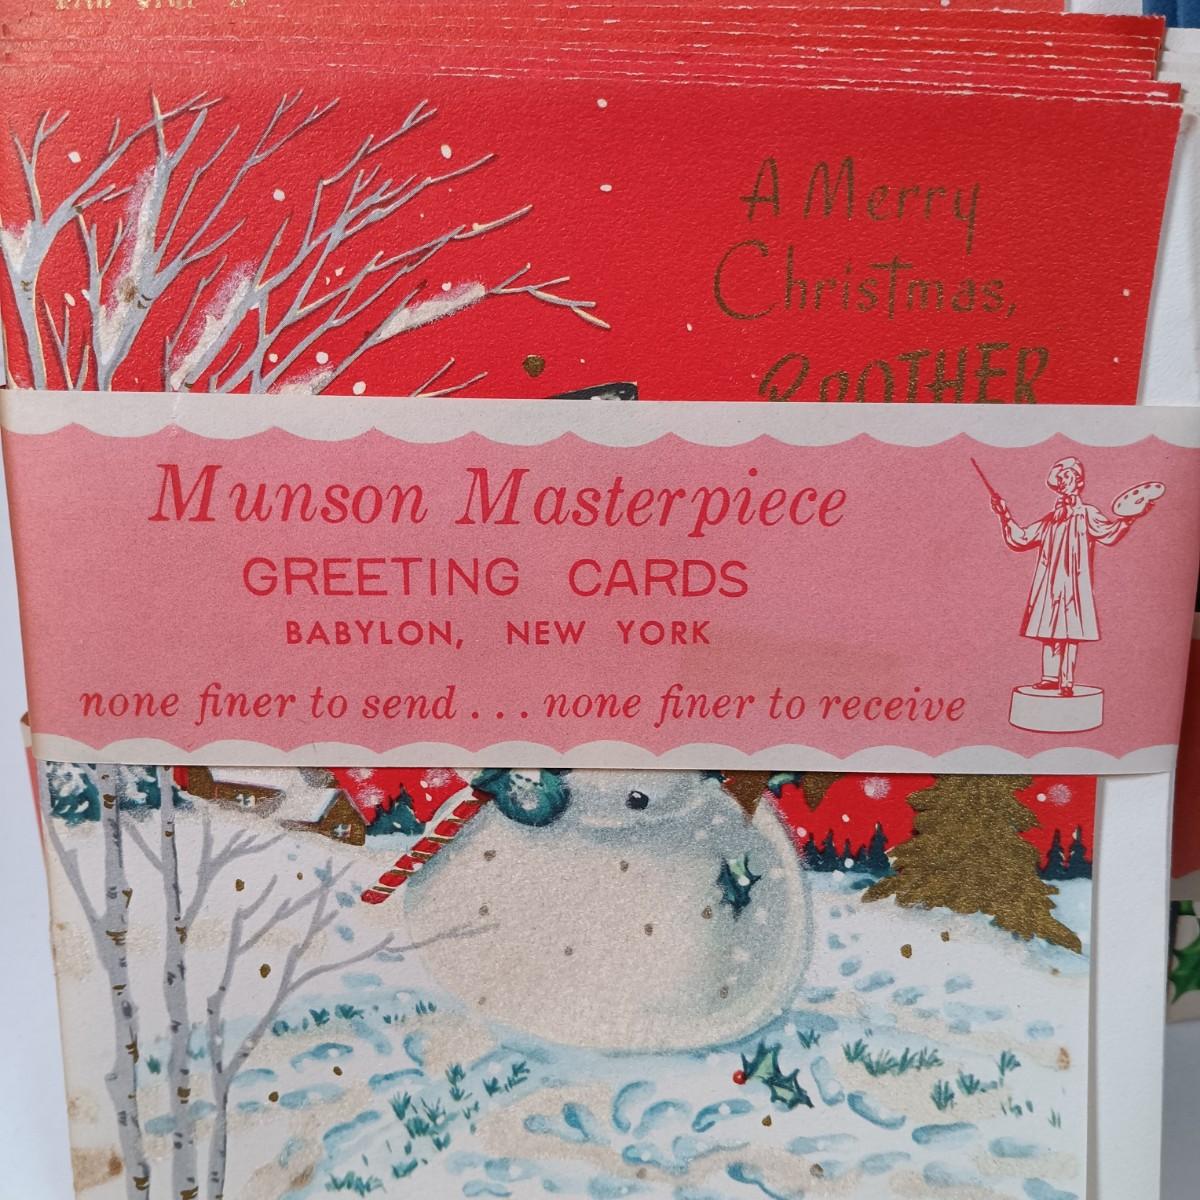 A Merry
Christmas,
BROTHER
Munson Masterpiece
GREETING CARDS
BABYLON, NEW YORK
none finer to send . . . none finer to receive